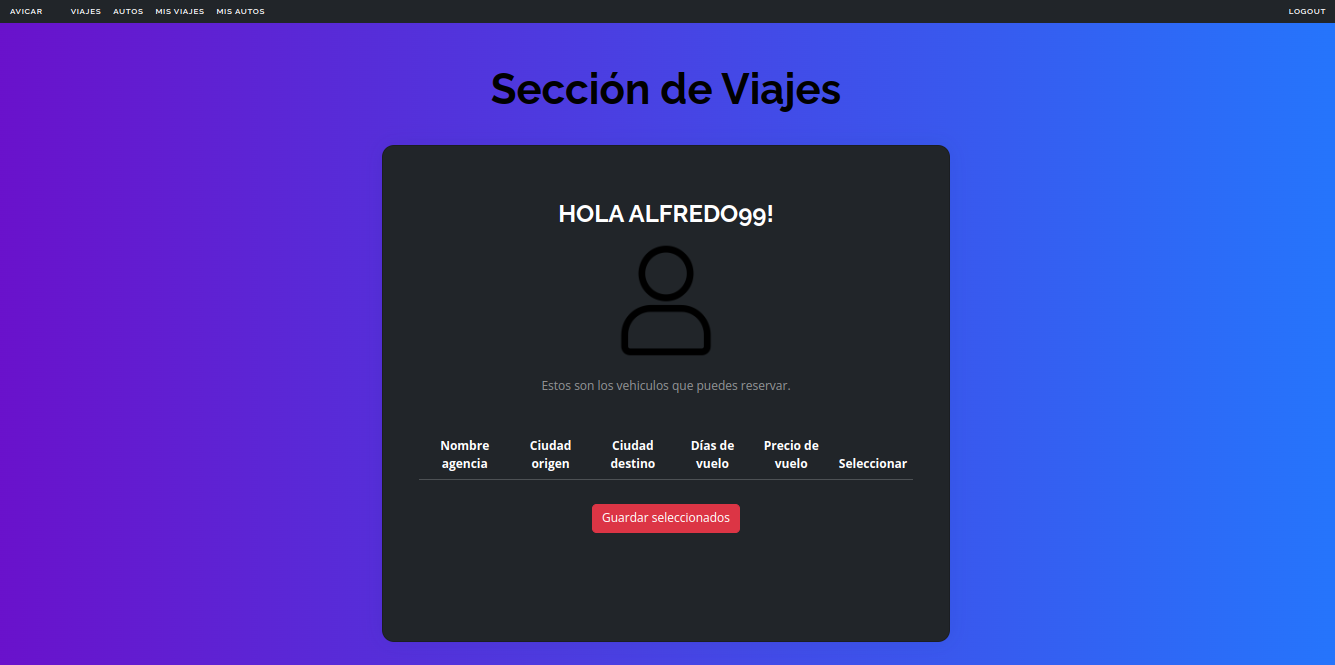 AVICAR VIAJES AUTOS MIS VIAJES MIS AUTOS LOGOUT
Sección de Viajes
HOLA ALFREDO99!
Estos son los vehiculos que puedes reservar.
Nombre agencia Ciudad origen Ciudad destino Días de vuelo Precio de vuelo Seleccionar
Guardar seleccionados